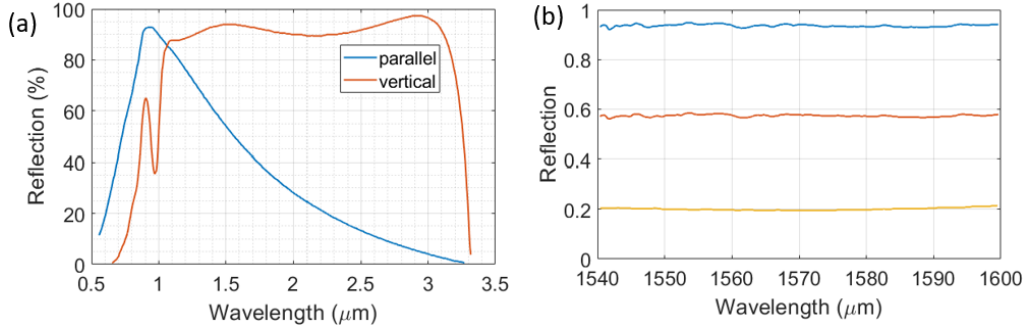 (a)
Reflection (%)
100
80
60
40
20
0
parallel
vertical
0.5 1 1.5 2 2.5 3 3.5
Wavelength (μm)
(b)
Reflection
1
0.8
0.6
0.4
0.2
0
1540 1550 1560 1570 1580 1590 1600
Wavelength (μm)